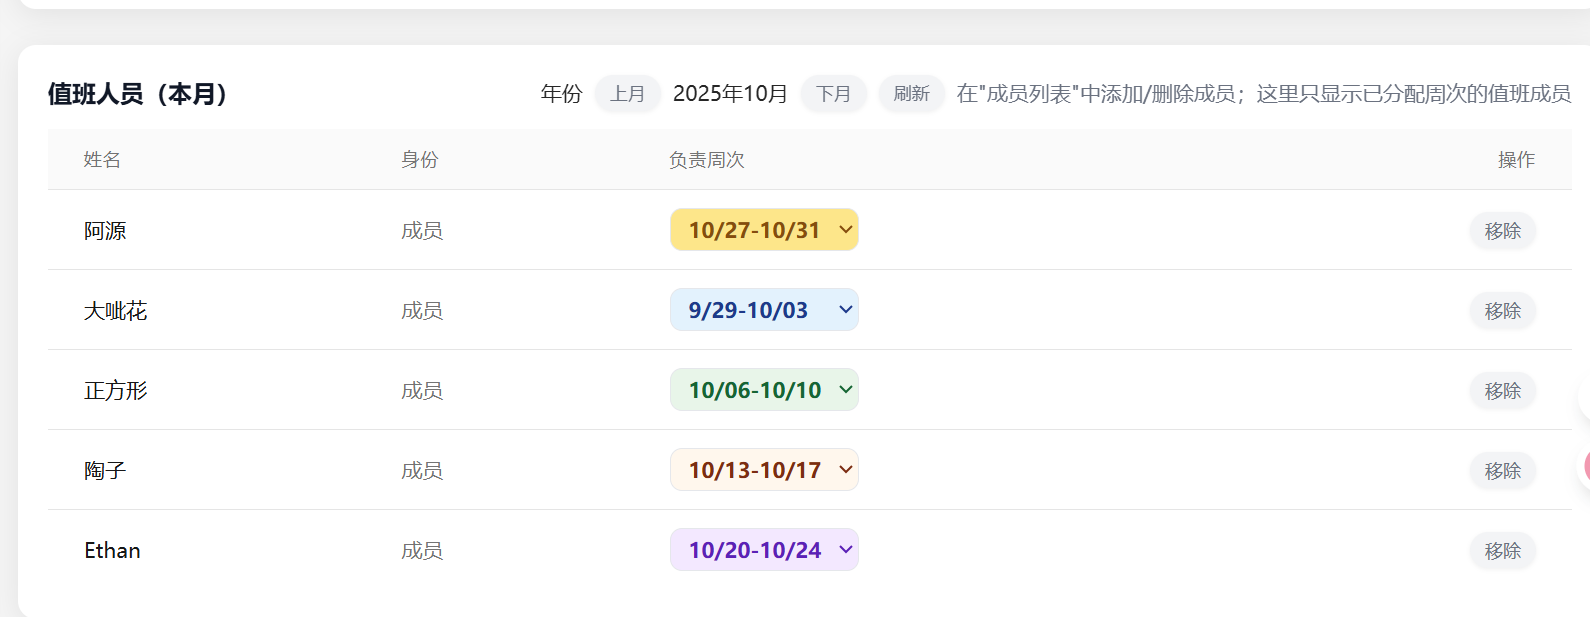 值班人员（本月） 年份 上月 2025年10月 下月 刷新 在"成员列表"中添加/删除成员；这里只显示已分配周次的值班成员
姓名 身份 负责周次 操作
阿源 成员 10/27-10/31 移除
大呲花 成员 9/29-10/03 移除
正方形 成员 10/06-10/10 移除
陶子 成员 10/13-10/17 移除
Ethan 成员 10/20-10/24 移除